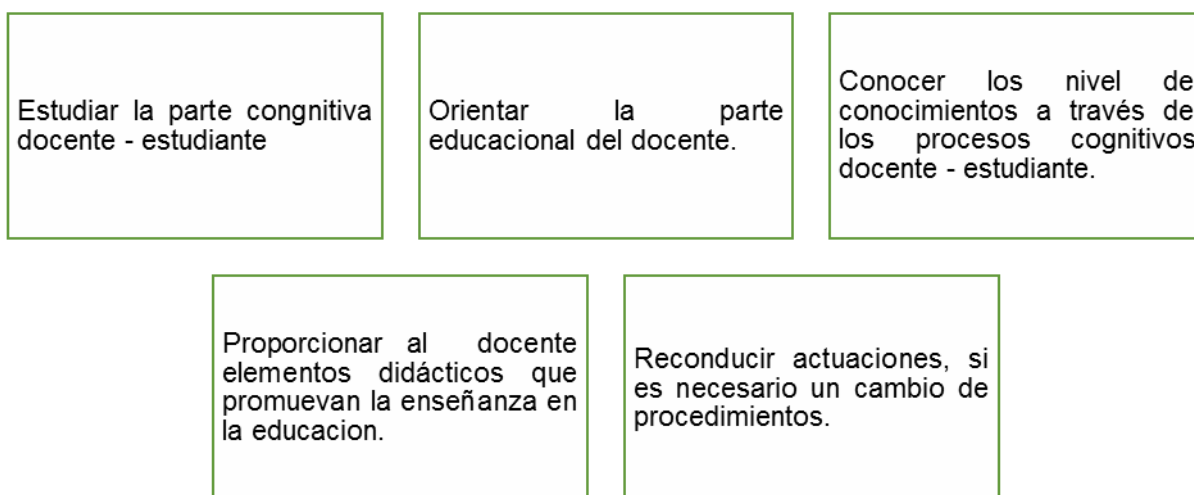 Estudiar la parte congnitiva
docente - estudiante
Orientar la parte
educacional del docente.
Conocer los nivel de
conocimientos a través de
los procesos cognitivos
docente - estudiante.
Proporcionar al docente
elementos didácticos que
promuevan la enseñanza en
la educacion.
Reconducir actuaciones, si
es necesario un cambio de
procedimientos.